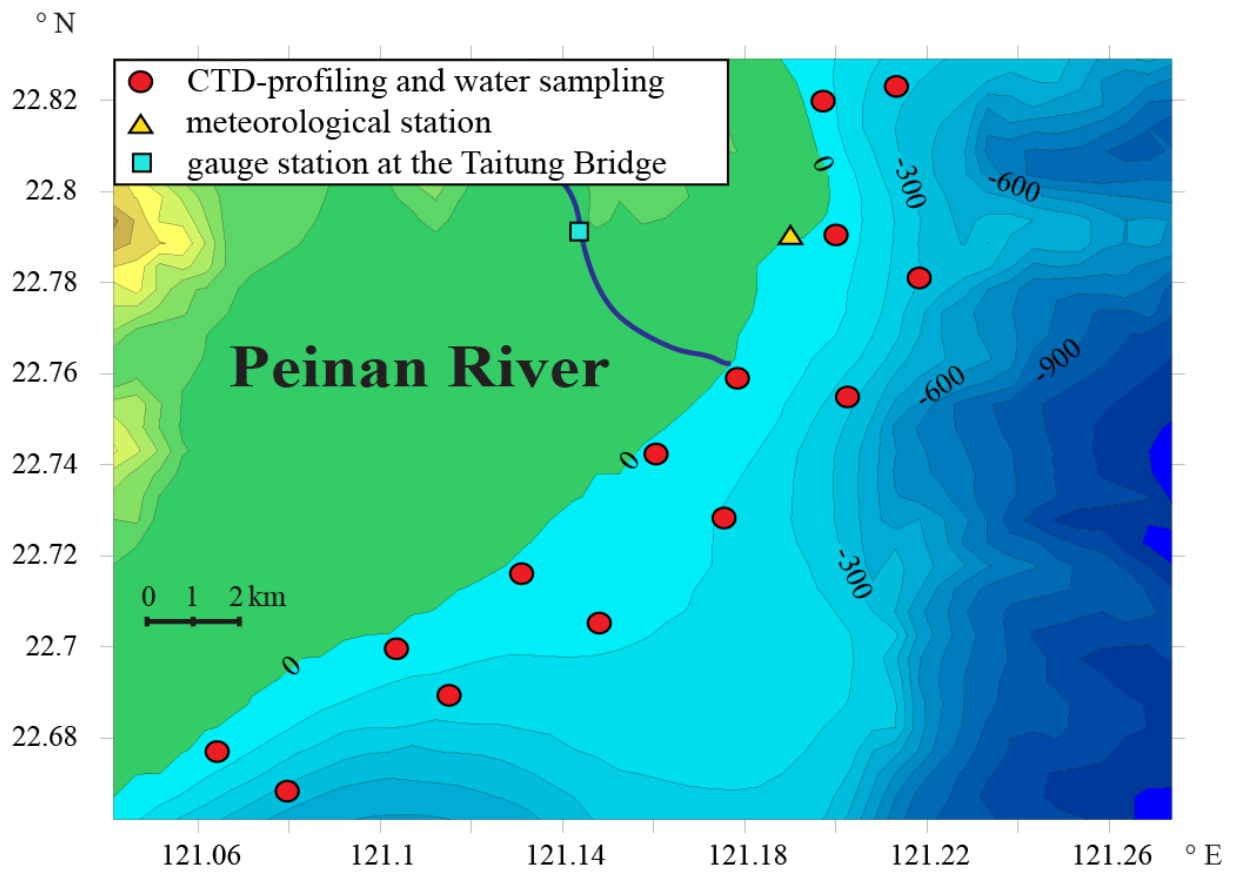 ° N
CTD-profiling and water sampling
meteorological station
gauge station at the Taitung Bridge
22.82
22.8
22.78
22.76
22.74
22.72
22.7
22.68
0
-300
-600
Peinan River
-600
-900
0
-300
0 1 2 km
0
121.06 121.1 121.14 121.18 121.22 121.26 ° E